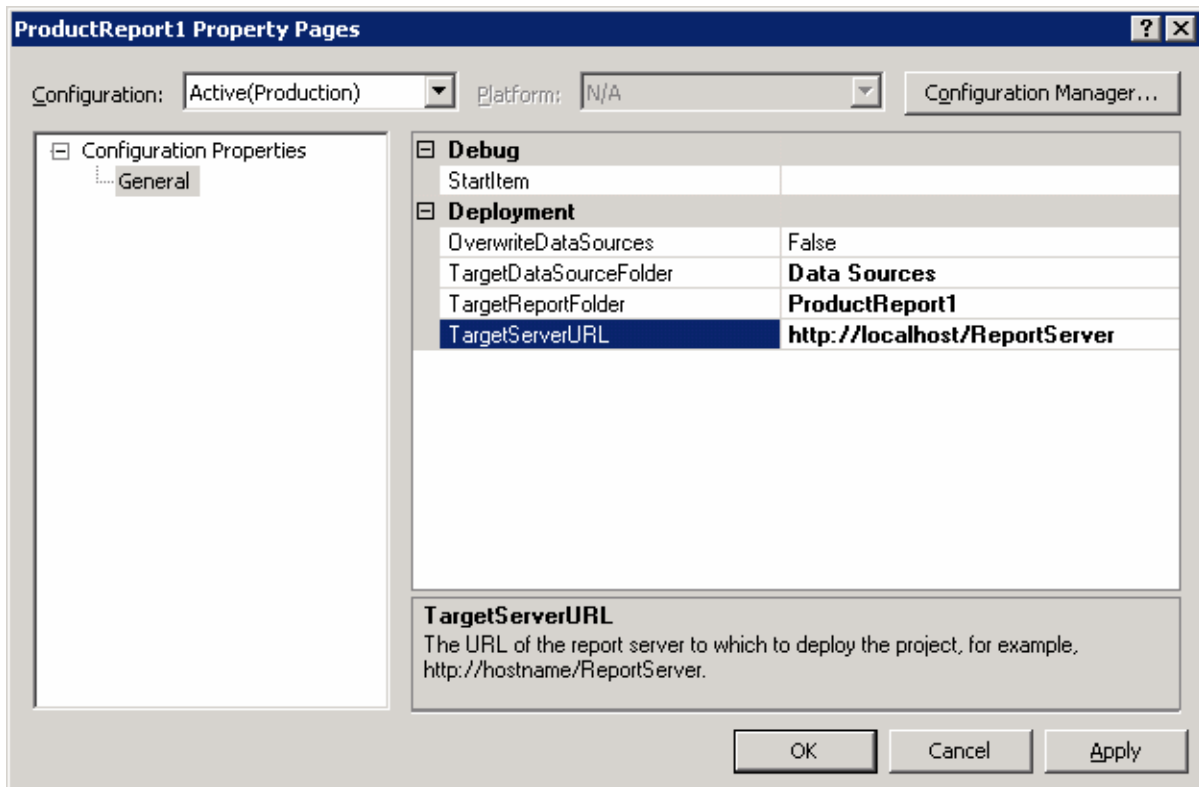 ProductReport1 Property Pages
Configuration: Active(Production) Platform: N/A Configuration Manager...
Configuration Properties
General
Debug
StartItem
Deployment
OverwriteDataSources False
TargetDataSourceFolder Data Sources
TargetReportFolder ProductReport1
TargetServerURL http://localhost/ReportServer
TargetServerURL
The URL of the report server to which to deploy the project, for example,
http://hostname/ReportServer.
OK Cancel Apply